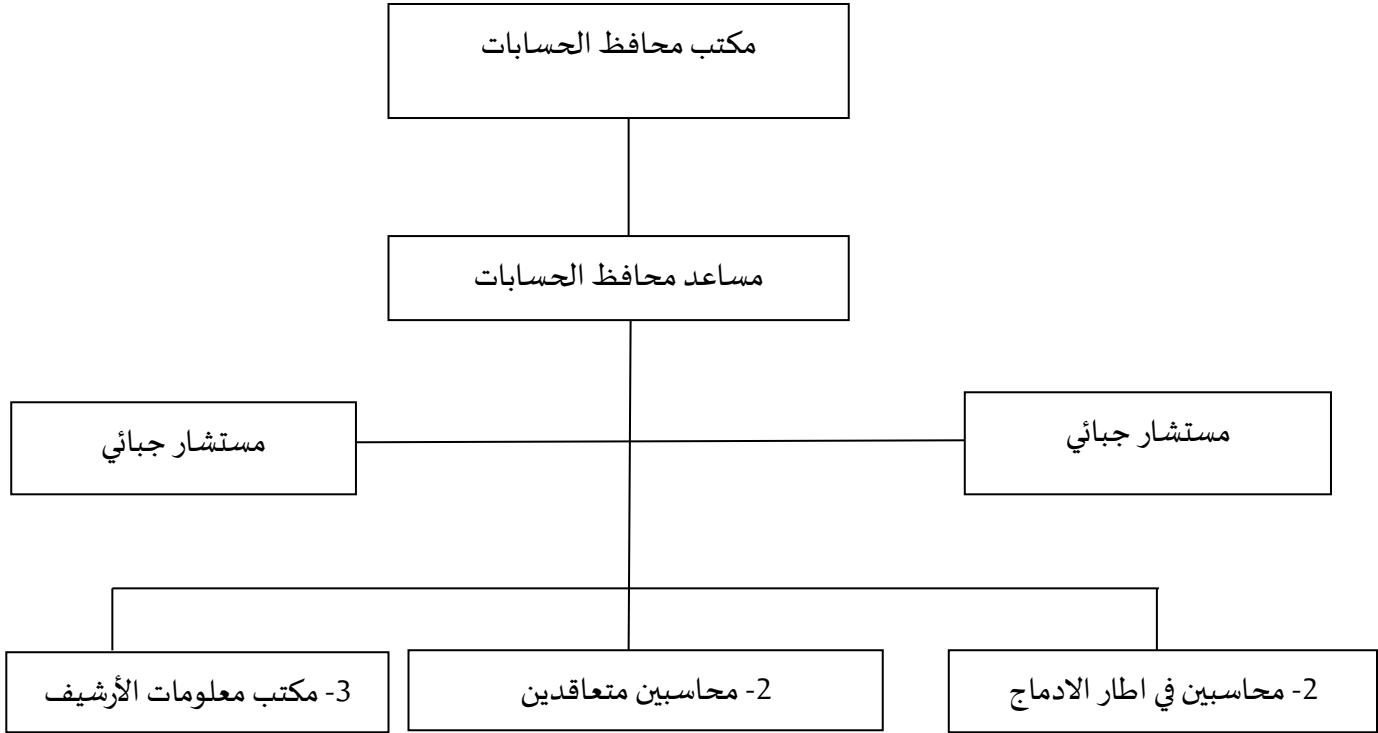 مكتب محافظ الحسابات
مساعد محافظ الحسابات
مستشار جبائي
مستشار جبائي
2- محاسبين في اطار الادماج
2- محاسبين متعاقدين
3- مكتب معلومات الأرشيف